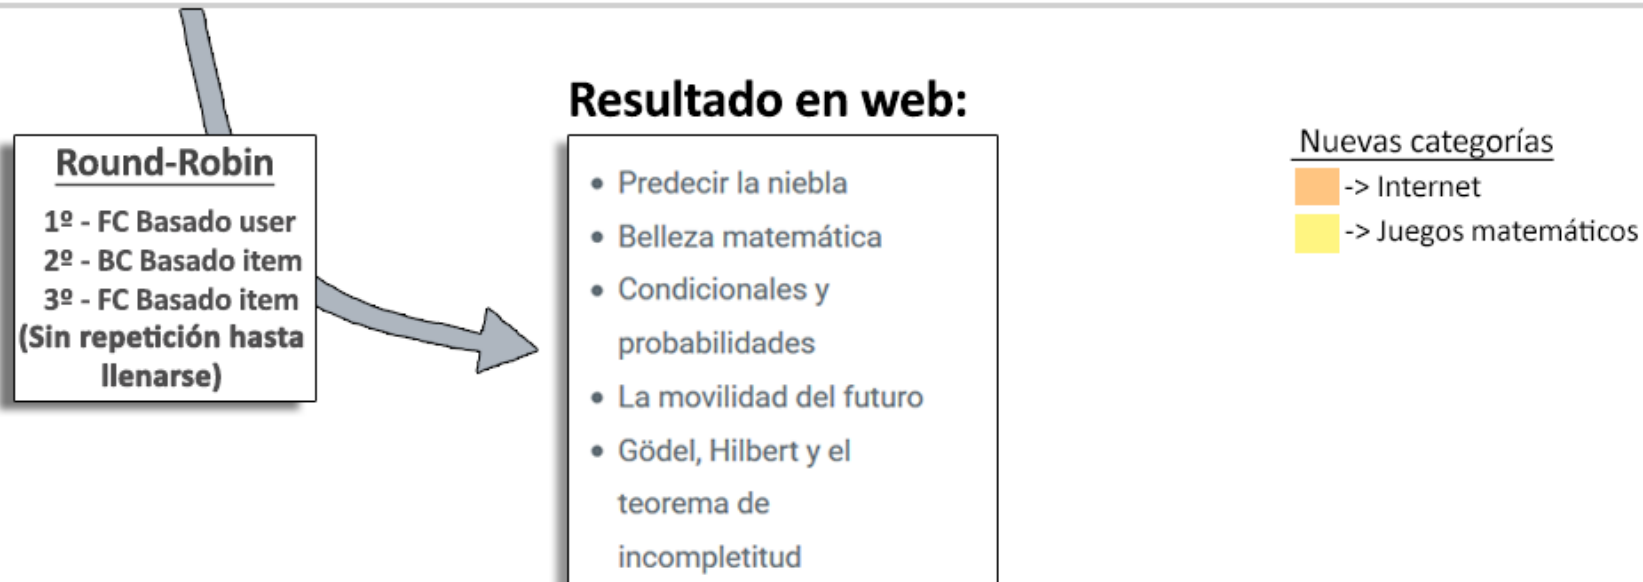 Round-Robin
1º - FC Basado user
2º - BC Basado item
3º - FC Basado item
(Sin repetición hasta
llenarse)
Resultado en web:
• Predecir la niebla
• Belleza matemática
• Condicionales y
probabilidades
• La movilidad del futuro
• Gödel, Hilbert y el
teorema de
incompletitud
Nuevas categorías
-> Internet
-> Juegos matemáticos